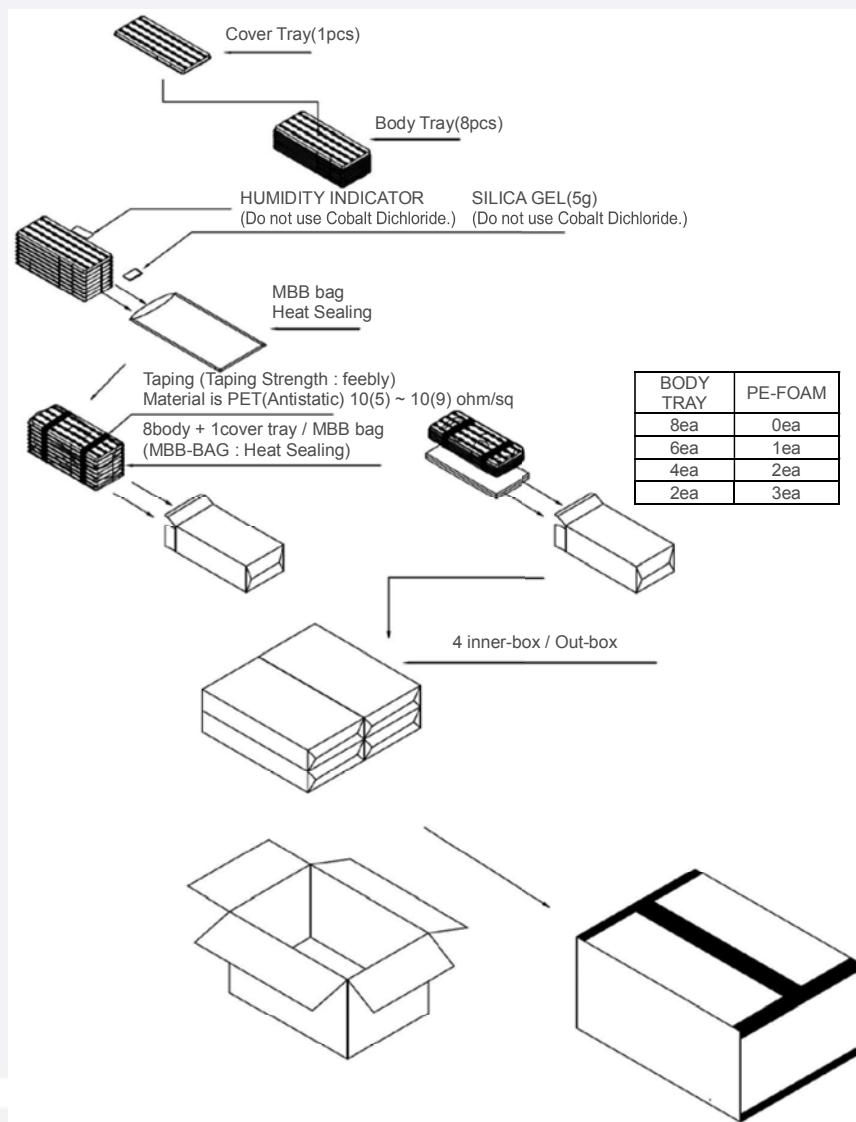 Cover Tray(1pcs)
Body Tray(8pcs)
HUMIDITY INDICATOR
(Do not use Cobalt Dichloride.)
SILICA GEL(5g)
(Do not use Cobalt Dichloride.)
MBB bag
Heat Sealing
Taping (Taping Strength : feebly)
Material is PET(Antistatic) 10(5) ~ 10(9) ohm/sq
8body + 1cover tray / MBB bag
(MBB-BAG : Heat Sealing)
BODY
TRAY
PE-FOAM
8ea 0ea
6ea 1ea
4ea 2ea
2ea 3ea
4 inner-box / Out-box